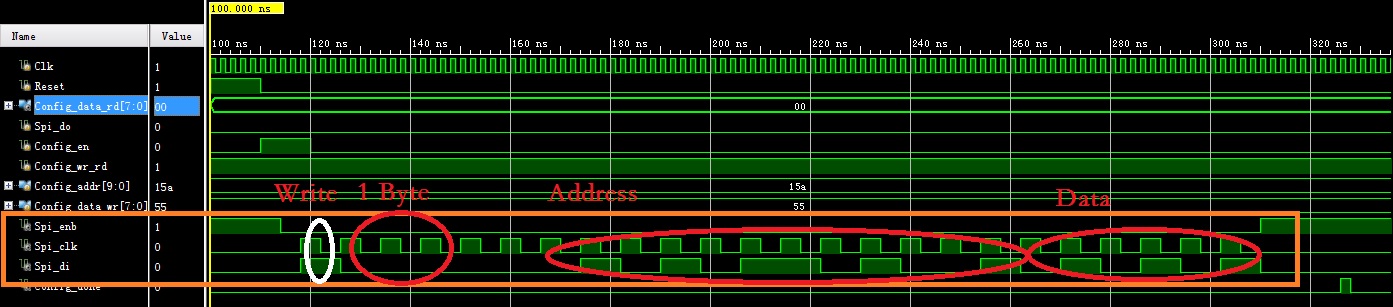 100.000 ns
Name Value 100 ns 120 ns 140 ns 160 ns 180 ns 200 ns 220 ns 240 ns 260 ns 280 ns 300 ns 320 ns
Clk 1
Reset 1
Config_data_rd[7:0] 00 00
Spi_do 0
Config_en 0
Config_wr_rd 1
Config_addr[9:0] 15a 15a
Write 1 Byte Address Data
Config_data_wr[7:0] 55 55
Spi_enb 1
Spi_clk 0
Spi_di 0
Config_done 0